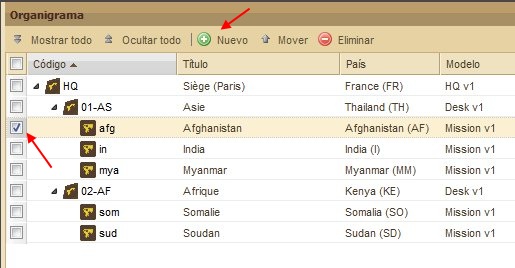 Organigrama
Mostrar todo Ocultar todo Nuevo Mover Eliminar
Código Título País Modelo
HQ Siège (Paris) France (FR) HQ v1
01-AS Asie Thailand (TH) Desk v1
afg Afghanistan Afghanistan (AF) Mission v1
in India India (I) Mission v1
mya Myanmar Myanmar (MM) Mission v1
02-AF Afrique Kenya (KE) Desk v1
som Somalie Somalia (SO) Mission v1
sud Soudan Sudan (SD) Mission v1